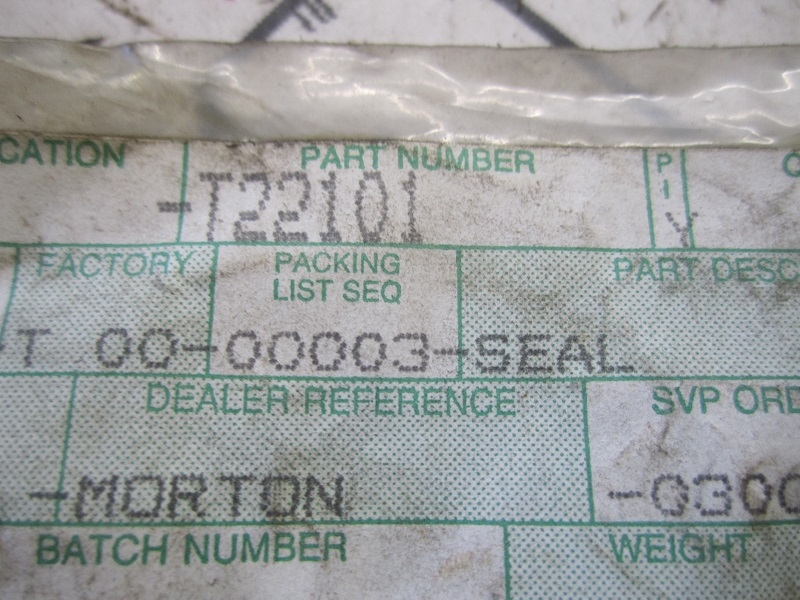 CATION PART NUMBER P I
-T22101 Y
FACTORY PACKING LIST SEQ PART DESC
T 00-00003-SEAL
DEALER REFERENCE SVP ORD
-MORTON -0300
BATCH NUMBER WEIGHT